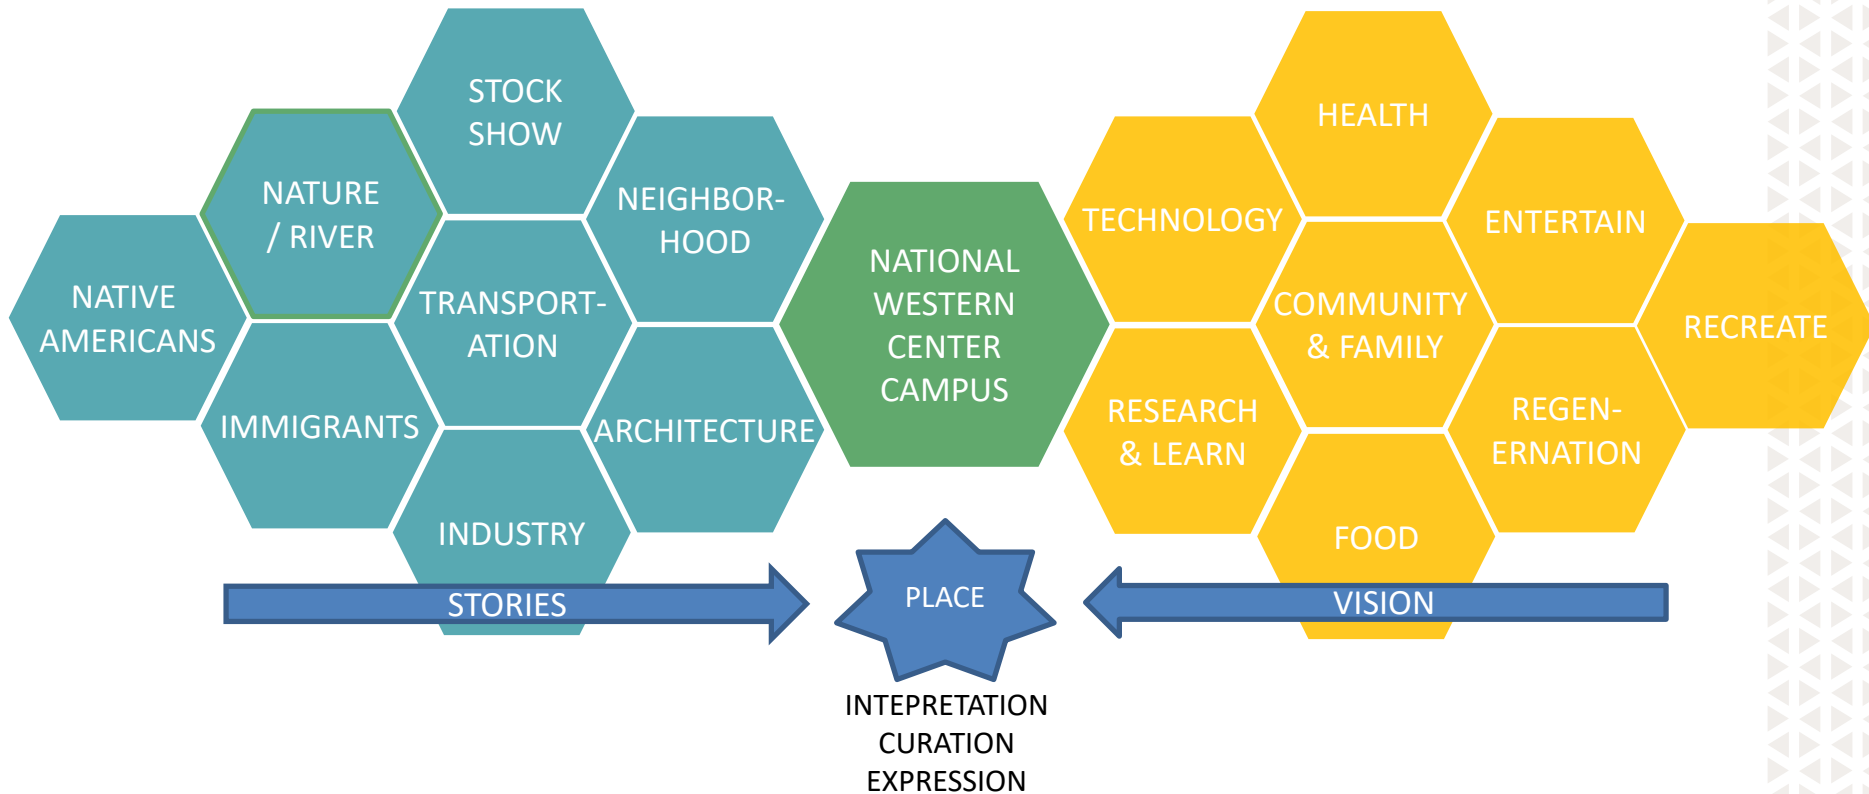 STOCK
SHOW
NATURE
/ RIVER
NEIGHBOR-
HOOD
NATIVE
AMERICANS
TRANSPORT-
ATION
IMMIGRANTS
ARCHITECTURE
INDUSTRY
NATIONAL
WESTERN
CENTER
CAMPUS
HEALTH
TECHNOLOGY
ENTERTAIN
COMMUNITY
& FAMILY
RECREATE
RESEARCH
& LEARN
REGEN-
ERNATION
FOOD
STORIES
PLACE
VISION
INTEPRETATION
CURATION
EXPRESSION